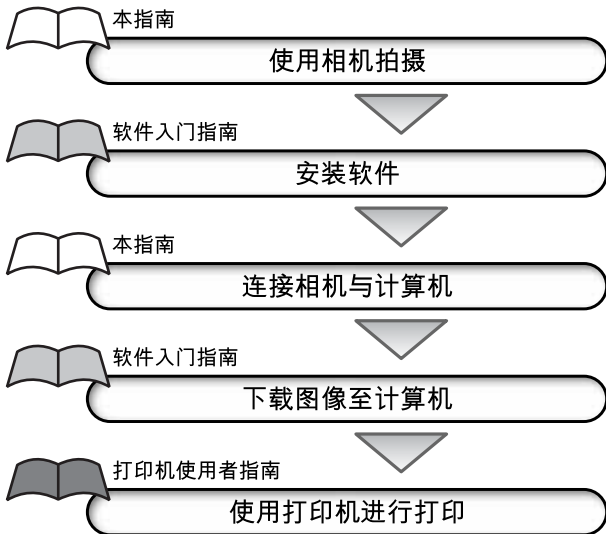 本指南
使用相机拍摄
软件入门指南
安装软件
本指南
连接相机与计算机
软件入门指南
下载图像至计算机
打印机使用者指南
使用打印机进行打印